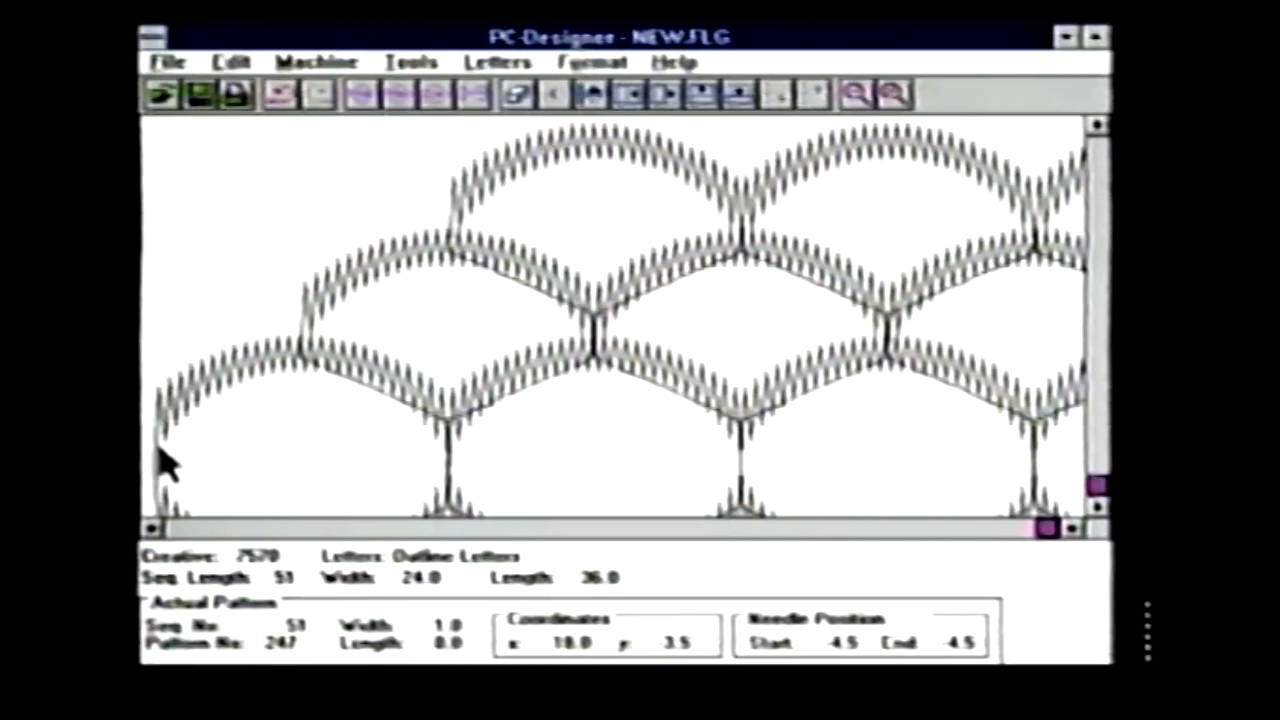 PC-Designer - NEW.FLG
File Edit Machine Tools Letters Format Help
Creative: 7570 Letters: Outline Letters
Seq. Length: 51 Width: 24.0 Length: 36.0
Actual Pattern
Seq. No: 51 Width: 1.0
Pattern No: 247 Length: 0.0
Coordinates
x: 18.0 y: 3.5
Needle Position
Start -4.5 End -4.5